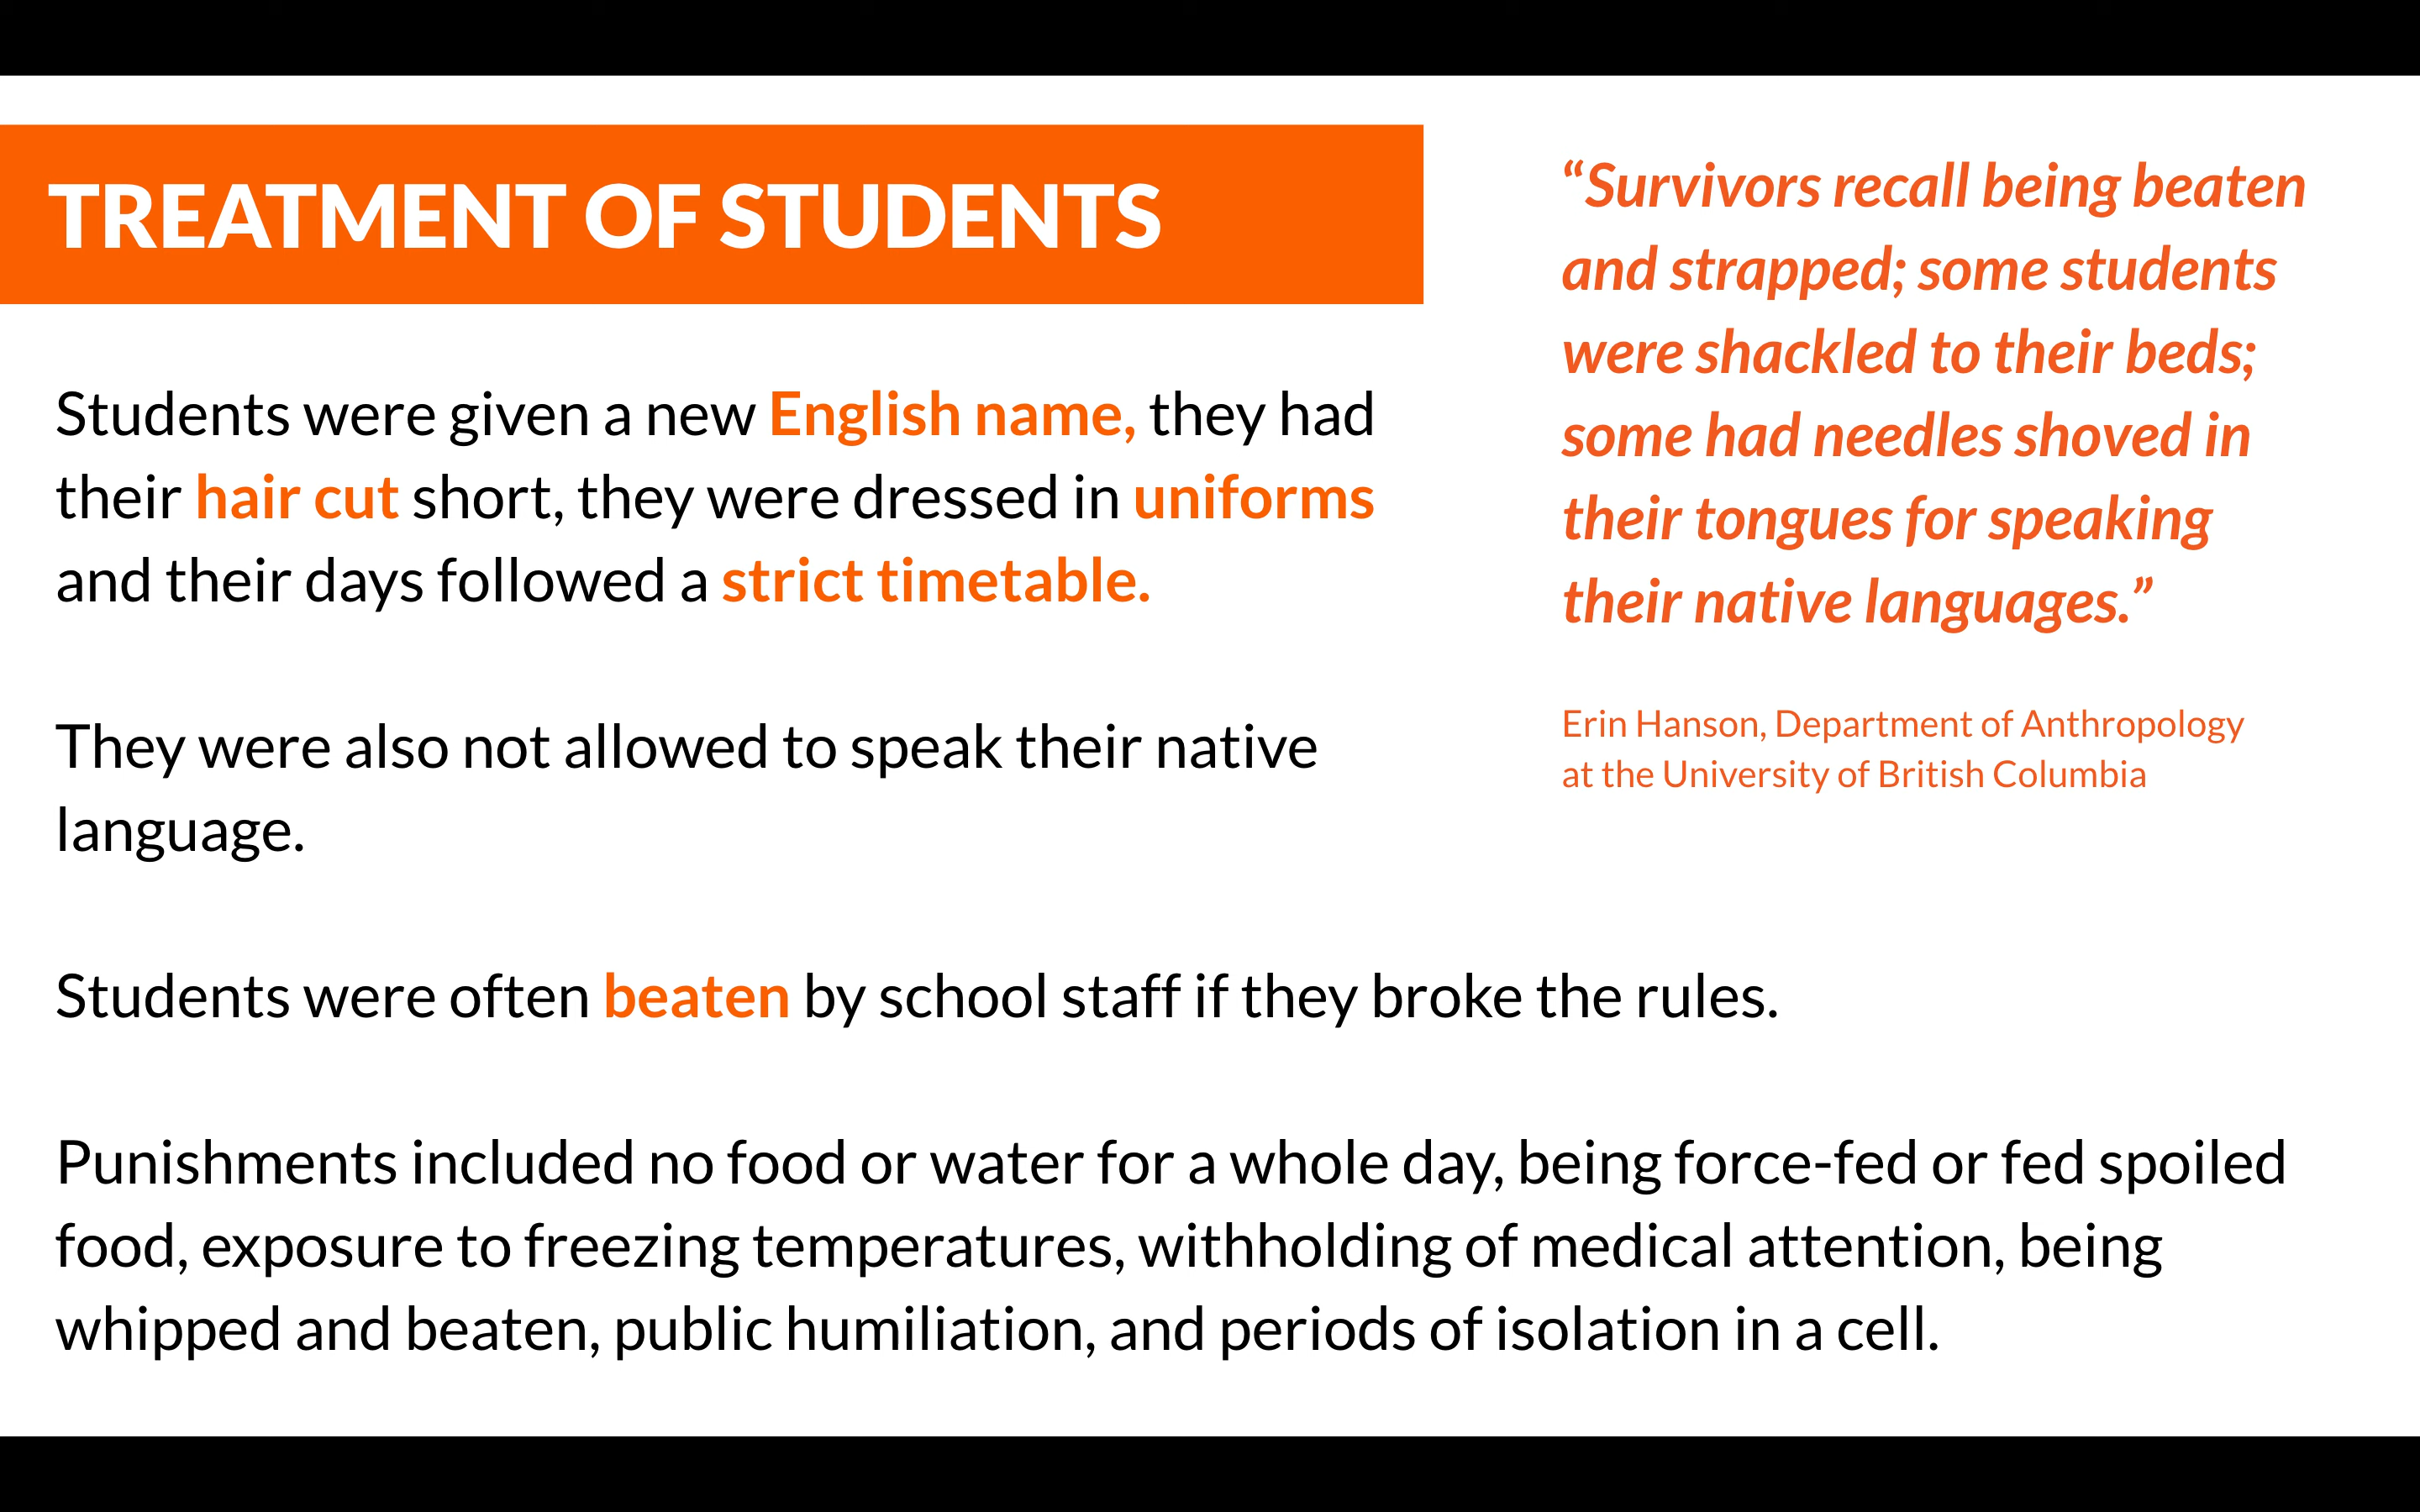 TREATMENT OF STUDENTS
Students were given a new English name, they had
their hair cut short, they were dressed in uniforms
and their days followed a strict timetable.
They were also not allowed to speak their native
language.
“Survivors recall being beaten
and strapped; some students
were shackled to their beds;
some had needles shoved in
their tongues for speaking
their native languages.”
Erin Hanson, Department of Anthropology
at the University of British Columbia
Students were often beaten by school staff if they broke the rules.
Punishments included no food or water for a whole day, being force-fed or fed spoiled
food, exposure to freezing temperatures, withholding of medical attention, being
whipped and beaten, public humiliation, and periods of isolation in a cell.